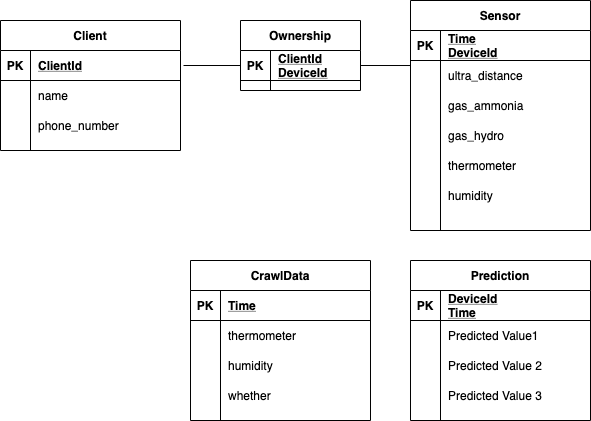 Client
PK ClientId
name
phone_number
Ownership
PK ClientId
DeviceId
Sensor
PK Time
DeviceId
ultra_distance
gas_ammonia
gas_hydro
thermometer
humidity
CrawlData
PK Time
thermometer
humidity
whether
Prediction
PK DeviceId
Time
Predicted Value1
Predicted Value 2
Predicted Value 3